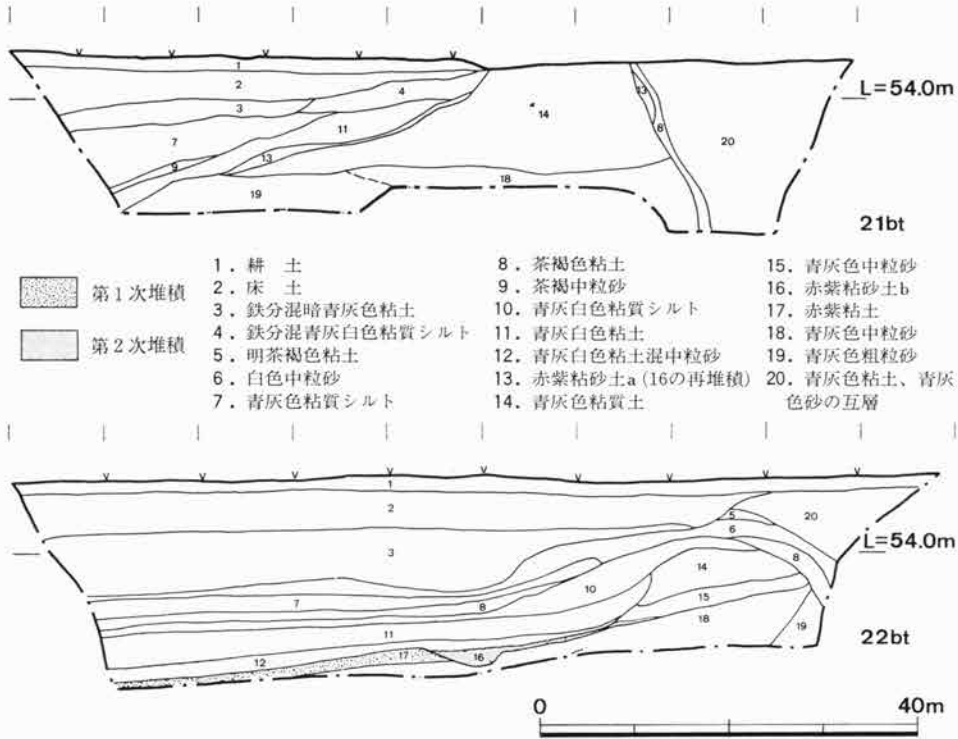 1
2
3
4
7
9
11
13
14
18
19
13
8
20
L=54.0m
21bt
第1次堆積
第2次堆積
1．耕　土
2．床　土
3．鉄分混暗青灰色粘土
4．鉄分混青灰白色粘質シルト
5．明茶褐色粘土
6．白色中粒砂
7．青灰色粘質シルト
8．茶褐色粘土
9．茶褐中粒砂
10．青灰白色粘質シルト
11．青灰白色粘土
12．青灰白色粘土混中粒砂
13．赤紫粘砂土a (16の再堆積)
14．青灰色粘質土
15．青灰色中粒砂
16．赤紫粘砂土b
17．赤紫粘土
18．青灰色中粒砂
19．青灰色粗粒砂
20．青灰色粘土、青灰
色砂の互層
1
2
3
7
8
10
11
12
17
16
5
6
14
15
18
8
19
20
L=54.0m
22bt
0
40m